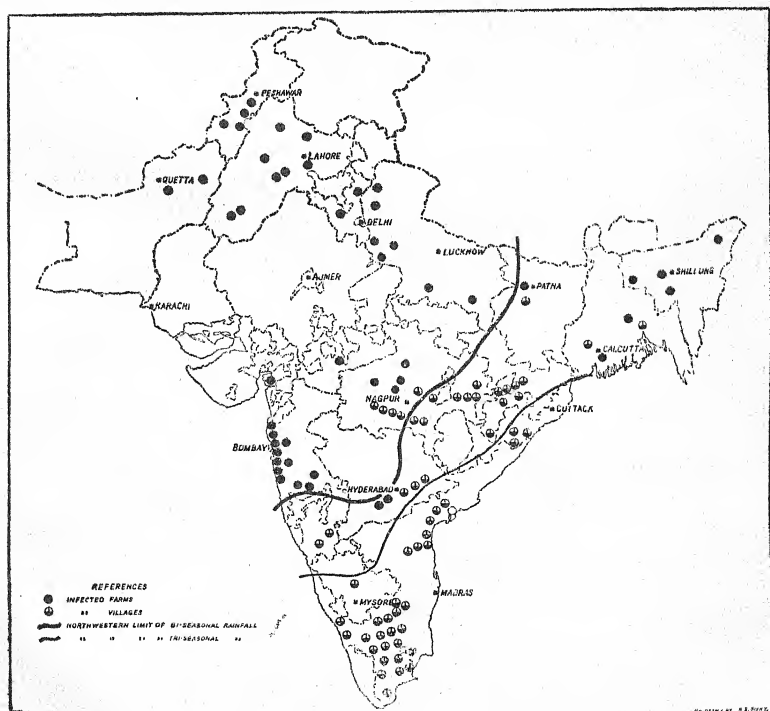 PESHAWAR
LAHORE
QUETTA
DELHI
LUCKNOW
AJMER
SHILLUNG
PATNA
KARACHI
CALCUTTA
NAGPUR
CUTTACK
BOMBAY
HYDERABAD
MADRAS
MYSORE
REFERENCES
INFECTED FARMS
" VILLAGES
NORTHWESTERN LIMIT OF BI-SEASONAL RAINFALL
" " " " TRI-SEASONAL "